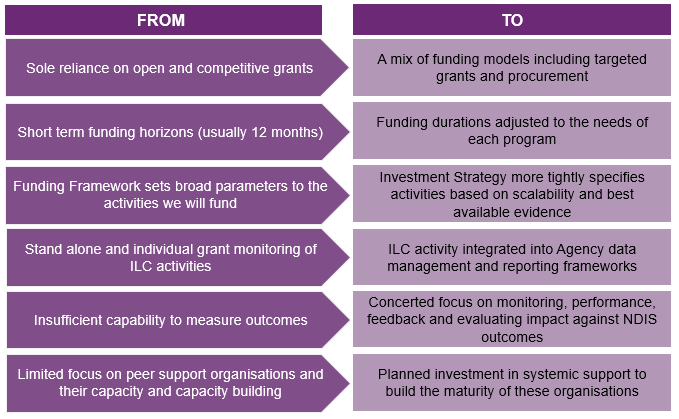 FROM
TO
Sole reliance on open and competitive grants
A mix of funding models including targeted
grants and procurement
Short term funding horizons (usually 12 months)
Funding durations adjusted to the needs of
each program
Funding Framework sets broad parameters to the
activities we will fund
Investment Strategy more tightly specifies
activities based on scalability and best
available evidence
Stand alone and individual grant monitoring of
ILC activities
ILC activity integrated into Agency data
management and reporting frameworks
Insufficient capability to measure outcomes
Concerted focus on monitoring, performance,
feedback and evaluating impact against NDIS
outcomes
Limited focus on peer support organisations and
their capacity and capacity building
Planned investment in systemic support to
build the maturity of these organisations